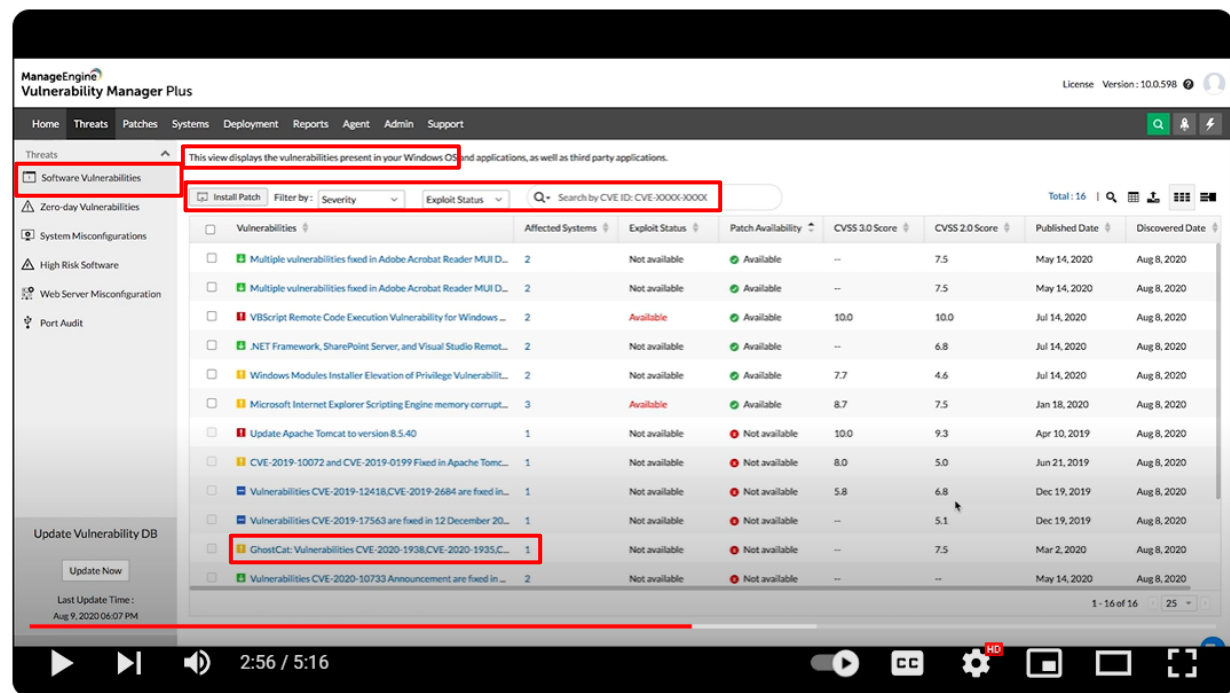 ManageEngine
Vulnerability Manager Plus
License Version : 10.0.598
Home Threats Patches Systems Deployment Reports Agent Admin Support
Threats
Software Vulnerabilities
Zero-day Vulnerabilities
System Misconfigurations
High Risk Software
Web Server Misconfiguration
Port Audit
Update Vulnerability DB
Update Now
Last Update Time :
Aug 9, 2020 06:07 PM
This view displays the vulnerabilities present in your Windows OS and applications, as well as third party applications.
Install Patch Filter by : Severity Exploit Status Search by CVE ID: CVE-XXXX-XXXX Total : 16
Vulnerabilities Affected Systems Exploit Status Patch Availability CVSS 3.0 Score CVSS 2.0 Score Published Date Discovered Date
Multiple vulnerabilities fixed in Adobe Acrobat Reader MUI D... 2 Not available Available -- 7.5 May 14, 2020 Aug 8, 2020
Multiple vulnerabilities fixed in Adobe Acrobat Reader MUI D... 2 Not available Available -- 7.5 May 14, 2020 Aug 8, 2020
VBScript Remote Code Execution Vulnerability for Windows ... 2 Available Available 10.0 10.0 Jul 14, 2020 Aug 8, 2020
.NET Framework, SharePoint Server, and Visual Studio Remot... 2 Not available Available -- 6.8 Jul 14, 2020 Aug 8, 2020
Windows Modules Installer Elevation of Privilege Vulnerabilit... 2 Not available Available 7.7 4.6 Jul 14, 2020 Aug 8, 2020
Microsoft Internet Explorer Scripting Engine memory corrupt... 3 Available Available 8.7 7.5 Jan 18, 2020 Aug 8, 2020
Update Apache Tomcat to version 8.5.40 1 Not available Not available 10.0 9.3 Apr 10, 2019 Aug 8, 2020
CVE-2019-10072 and CVE-2019-0199 Fixed in Apache Tomc... 1 Not available Not available 8.0 5.0 Jun 21, 2019 Aug 8, 2020
Vulnerabilities CVE-2019-12418,CVE-2019-2684 are fixed in... 1 Not available Not available 5.8 6.8 Dec 19, 2019 Aug 8, 2020
Vulnerabilities CVE-2019-17563 are fixed in 12 December 20... 1 Not available Not available -- 5.1 Dec 19, 2019 Aug 8, 2020
GhostCat: Vulnerabilities CVE-2020-1938,CVE-2020-1935,C... 1 Not available Not available -- 7.5 Mar 2, 2020 Aug 8, 2020
Vulnerabilities CVE-2020-10733 Announcement are fixed in ... 2 Not available Not available -- -- May 14, 2020 Aug 8, 2020
1 - 16 of 16 25
2:56 / 5:16
CC
HD